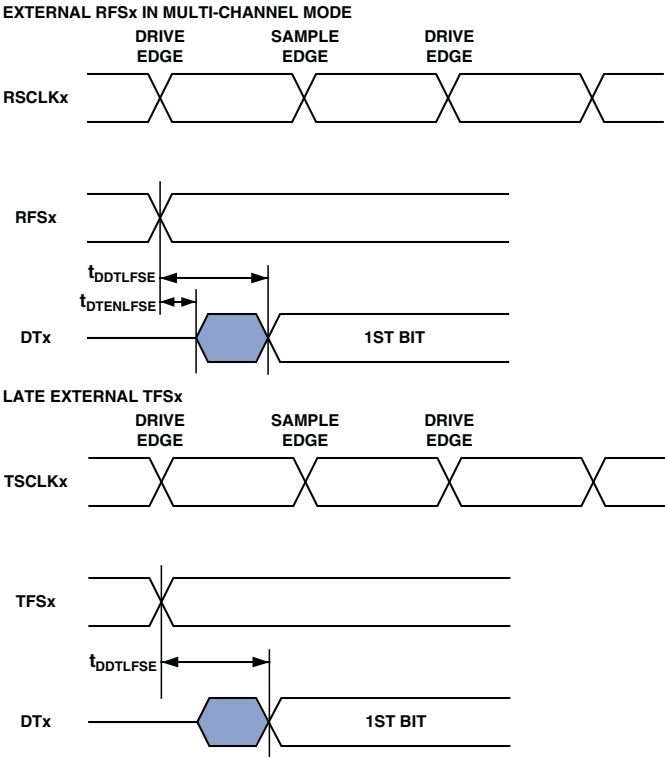 EXTERNAL RFSx IN MULTI-CHANNEL MODE
DRIVE EDGE
SAMPLE EDGE
DRIVE EDGE
RSCLKx
RFSx
tDDTLFSE
tDTENLFSE
DTx
1ST BIT
LATE EXTERNAL TFSx
DRIVE EDGE
SAMPLE EDGE
DRIVE EDGE
TSCLKx
TFSx
tDDTLFSE
DTx
1ST BIT